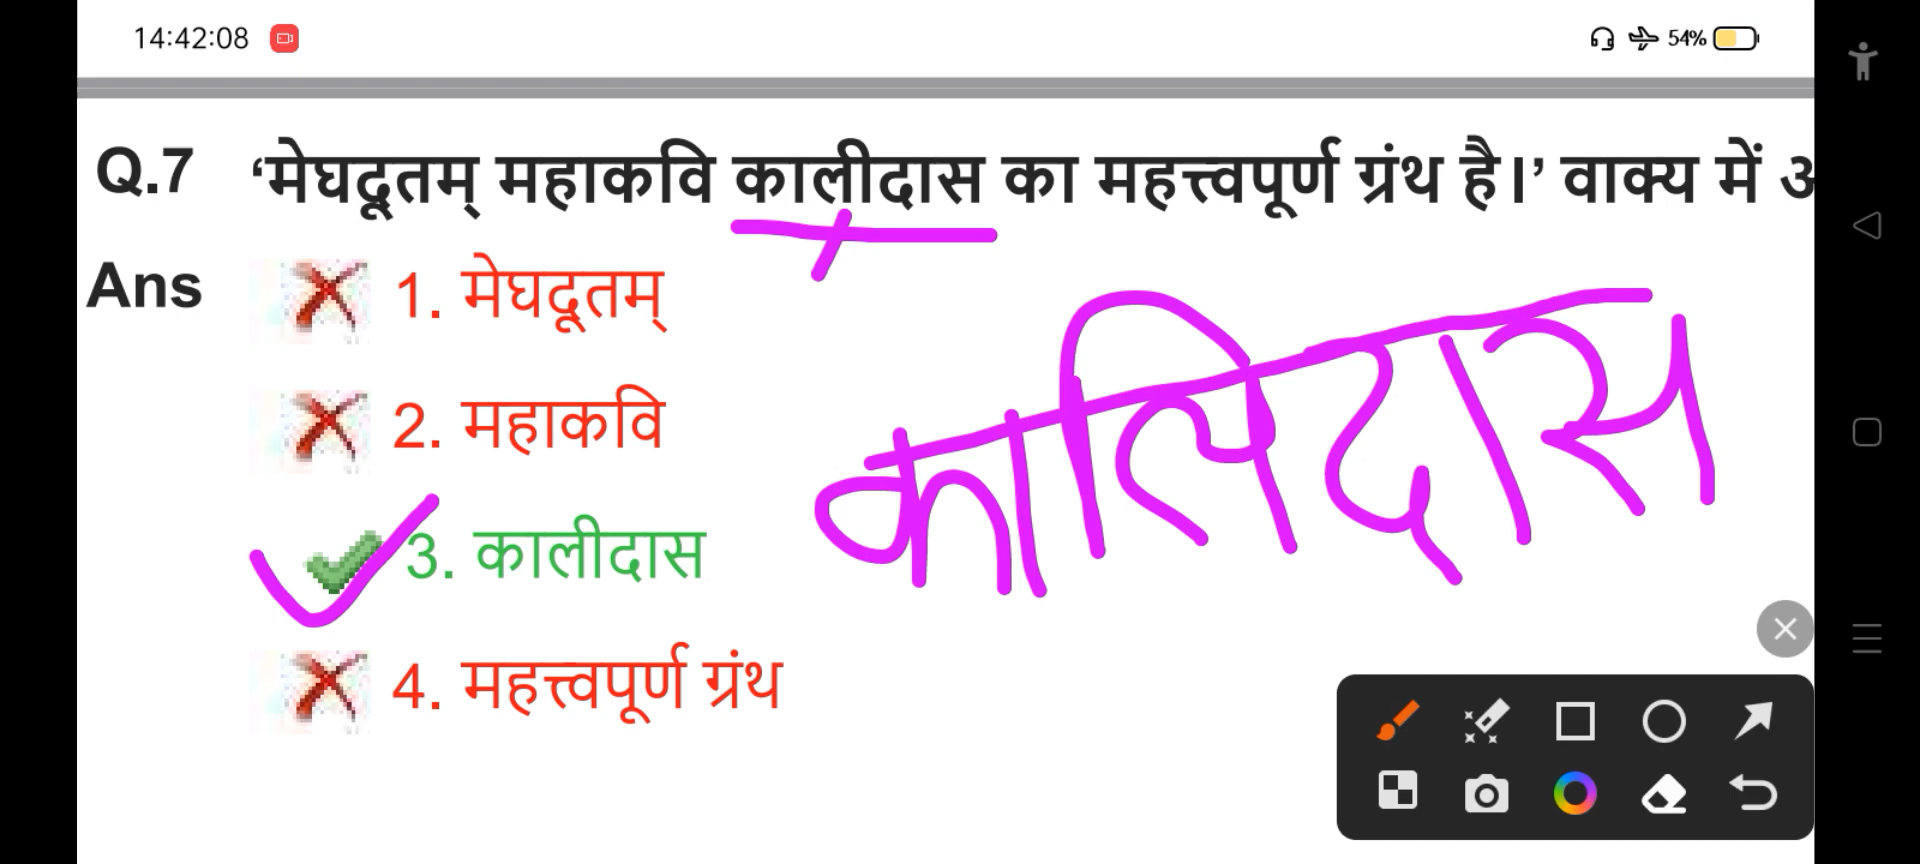 14:42:08 54%
Q.7 ‘मेघदूतम् महाकवि कालीदास का महत्त्वपूर्ण ग्रंथ है।’ वाक्य में
Ans 1. मेघदूतम्
2. महाकवि
3. कालीदास
4. महत्त्वपूर्ण ग्रंथ
कालिदास